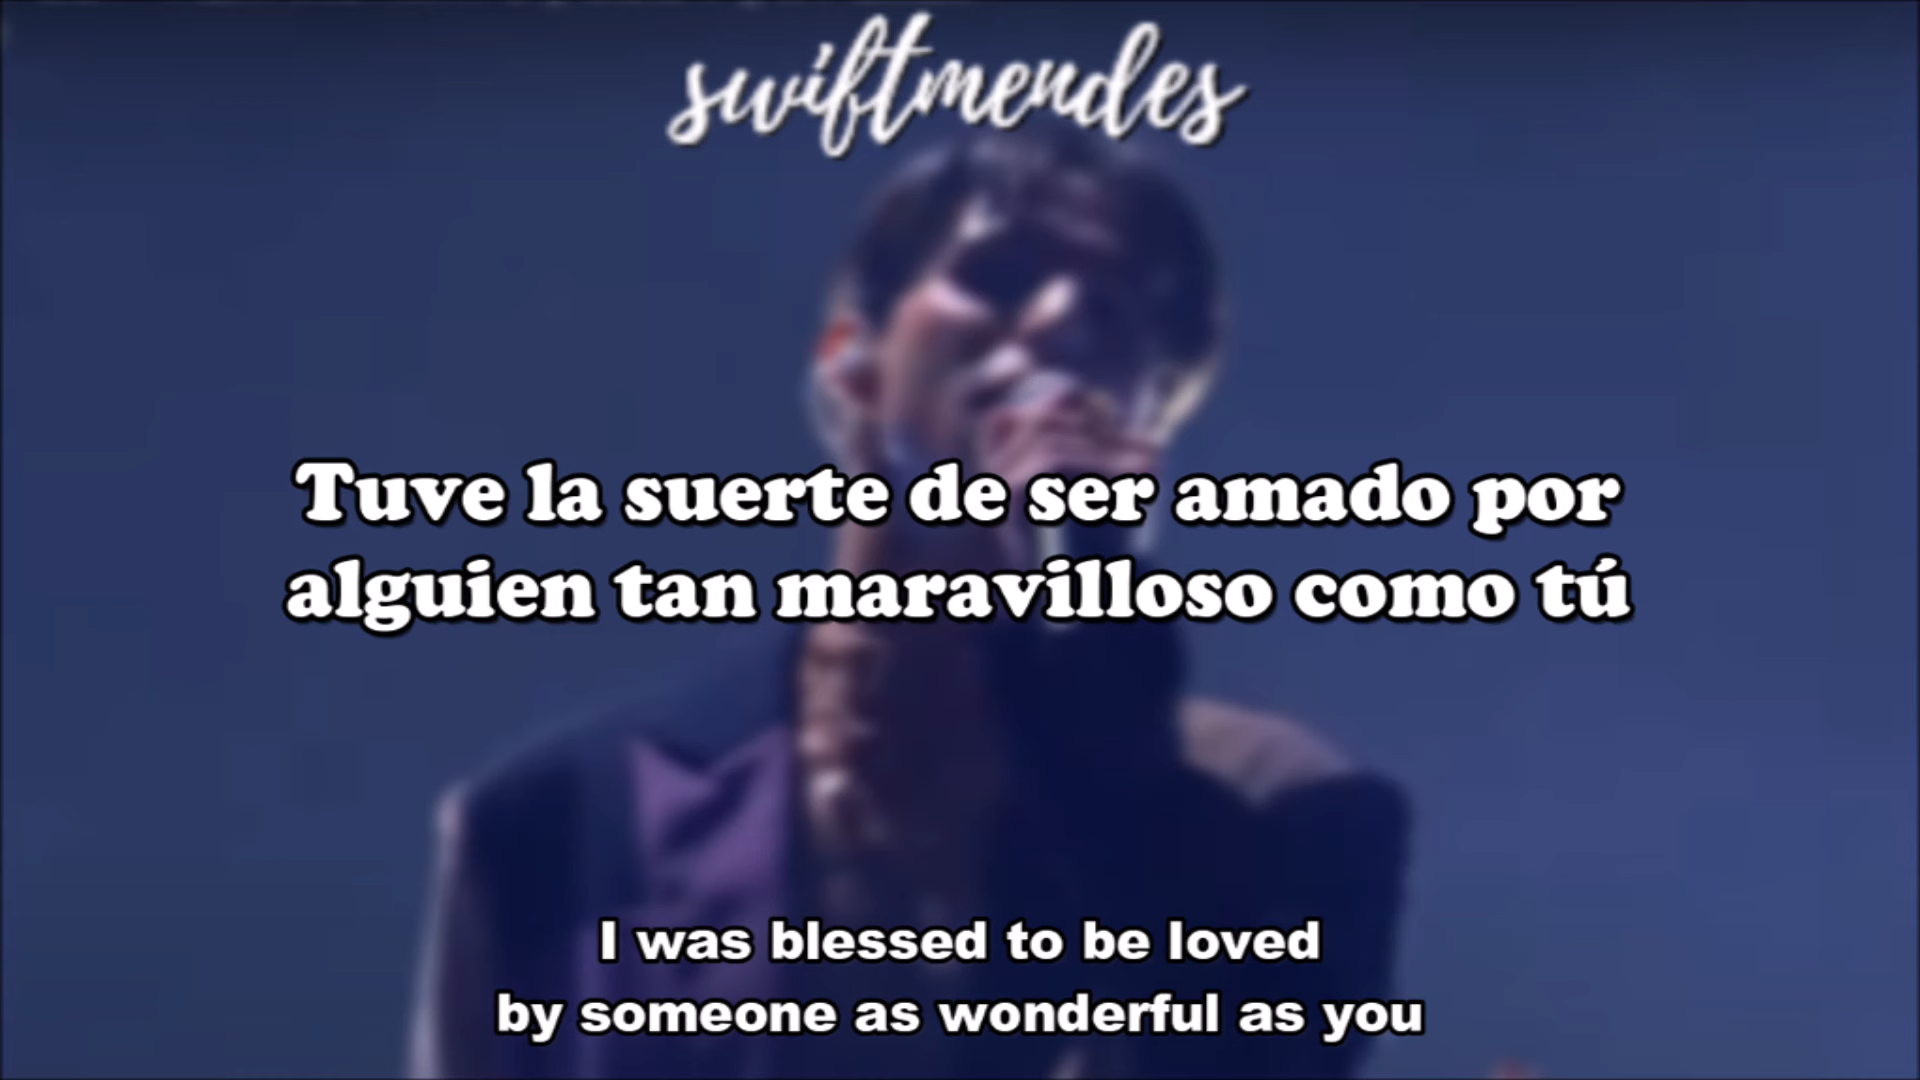 swiftmendes
Tuve la suerte de ser amado por
alguien tan maravilloso como tú
I was blessed to be loved
by someone as wonderful as you